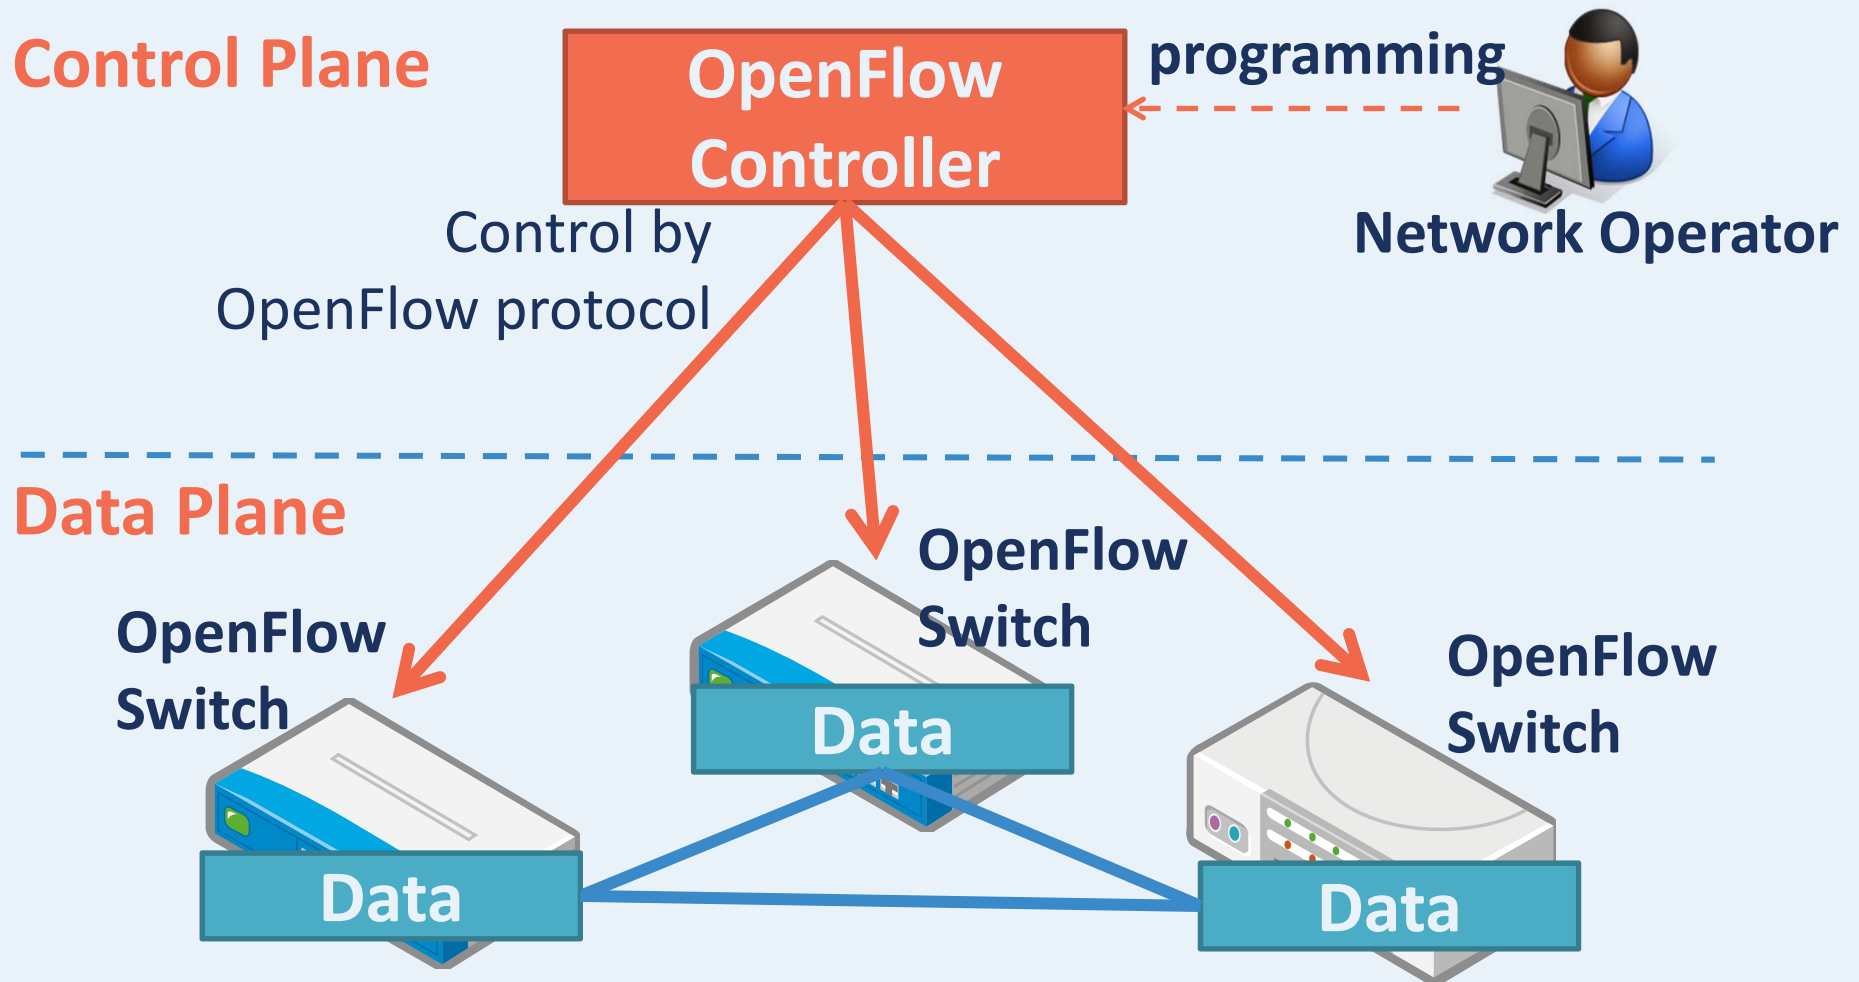 Control Plane
OpenFlow
Controller
programming
Network Operator
Control by
OpenFlow protocol
Data Plane
OpenFlow
Switch
OpenFlow
Switch
OpenFlow
Switch
Data
Data
Data